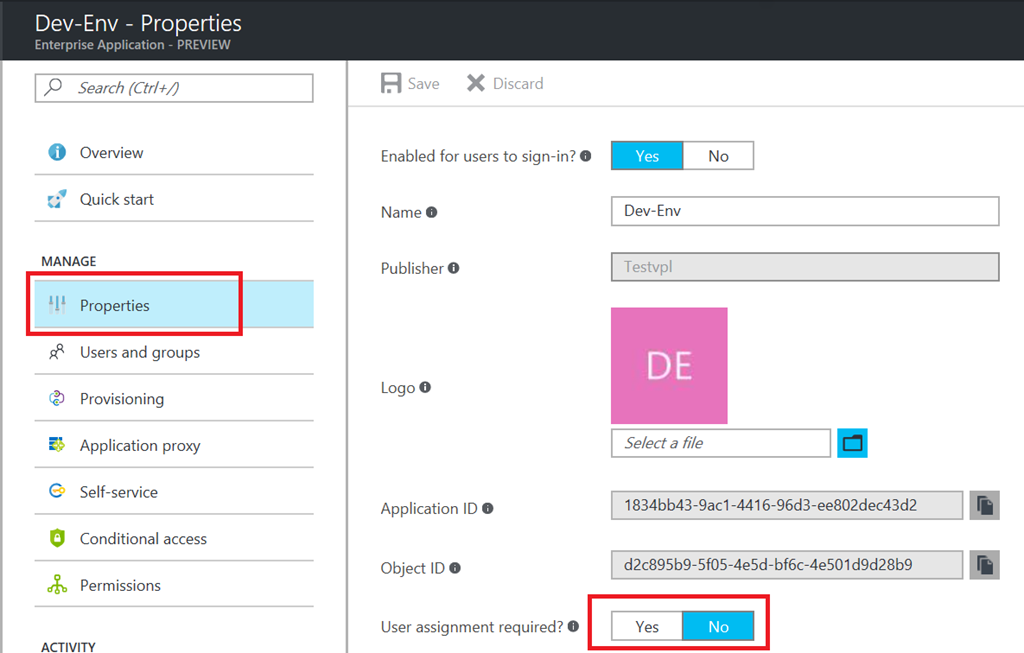 Dev-Env - Properties
Enterprise Application - PREVIEW
Search (Ctrl+/)
Overview
Quick start
MANAGE
Properties
Users and groups
Provisioning
Application proxy
Self-service
Conditional access
Permissions
ACTIVITY
Save Discard
Enabled for users to sign-in? Yes No
Name Dev-Env
Publisher Testvpl
DE
Logo
Select a file
Application ID 1834bb43-9ac1-4416-96d3-ee802dec43d2
Object ID d2c895b9-5f05-4e5d-bf6c-4e501d9d28b9
User assignment required? Yes No